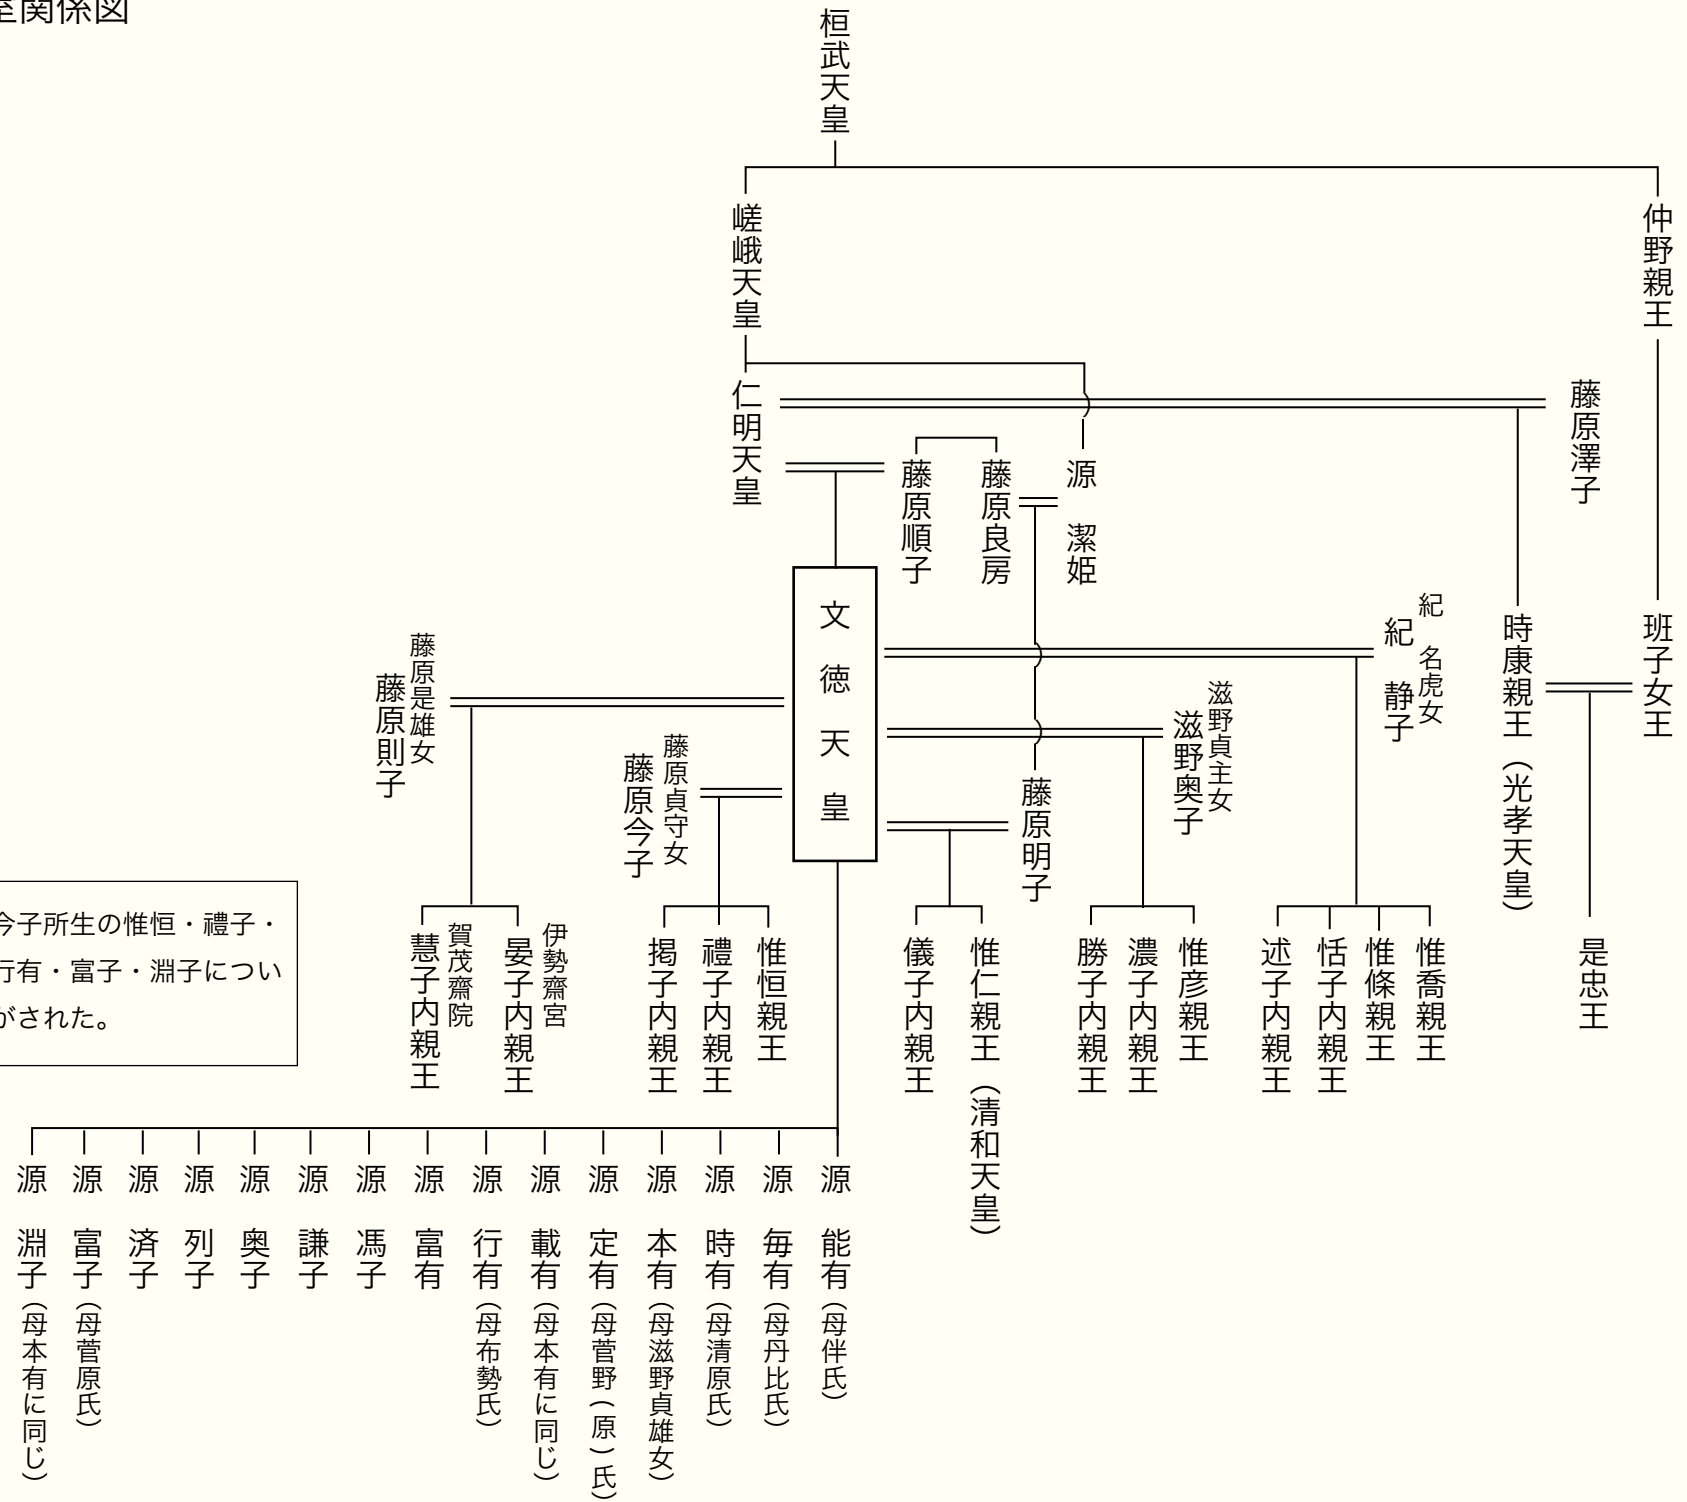 室関係図
桓武天皇
仲野親王
嵯峨天皇
藤原澤子
仁明天皇
源　潔姫
藤原良房
藤原順子
班子女王
時康親王（光孝天皇）
紀　名虎女
紀　静子
滋野貞主女
滋野奥子
藤原明子
文徳天皇
藤原貞守女
藤原今子
藤原是雄女
藤原則子
是忠王
惟喬親王
惟條親王
恬子内親王
述子内親王
惟彦親王
濃子内親王
勝子内親王
惟仁親王（清和天皇）
儀子内親王
惟恒親王
禮子内親王
掲子内親王
伊勢齋宮
晏子内親王
賀茂齋院
慧子内親王
今子所生の惟恒・禮子・
行有・富子・淵子につい
がされた。
源　能有（母伴氏）
源　毎有（母丹比氏）
源　時有（母清原氏）
源　本有（母滋野貞雄女）
源　定有（母菅野(原)氏）
源　載有（母本有に同じ）
源　行有（母布勢氏）
源　富有
源　馮子
源　謙子
源　奥子
源　列子
源　済子
源　富子（母菅原氏）
源　淵子（母本有に同じ）